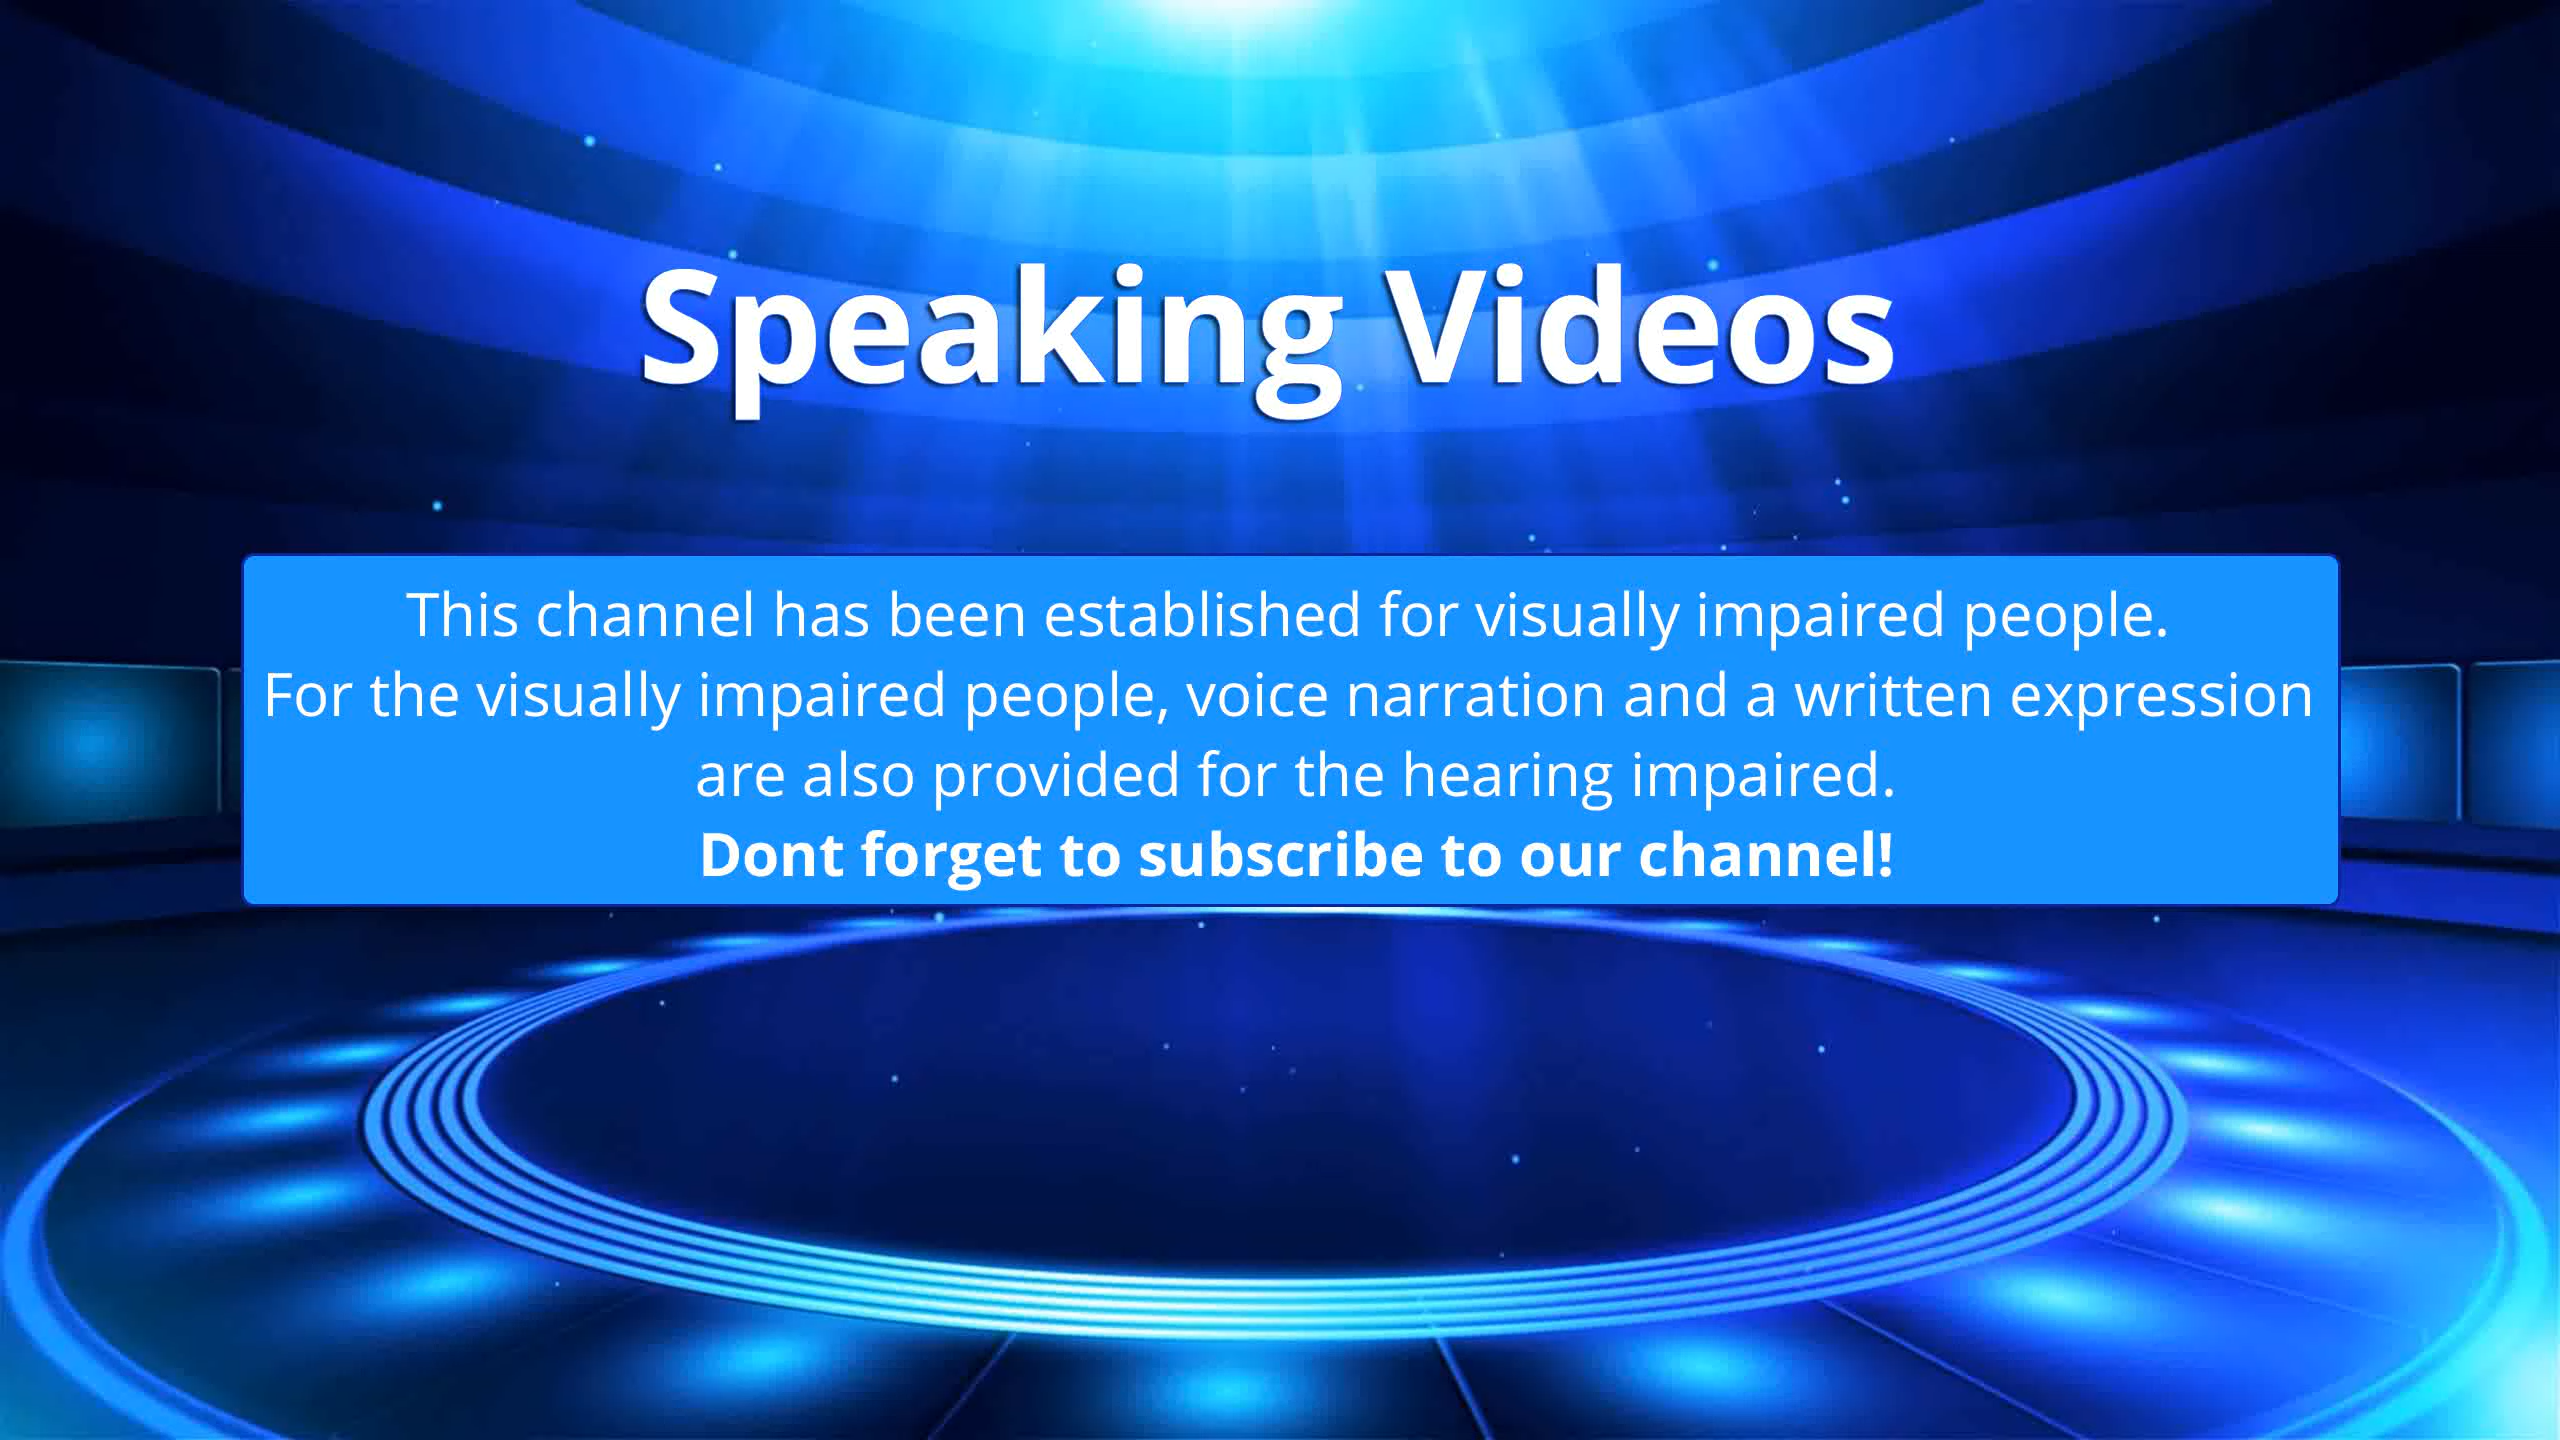 Speaking Videos
This channel has been established for visually impaired people.
For the visually impaired people, voice narration and a written expression
are also provided for the hearing impaired.
Dont forget to subscribe to our channel!